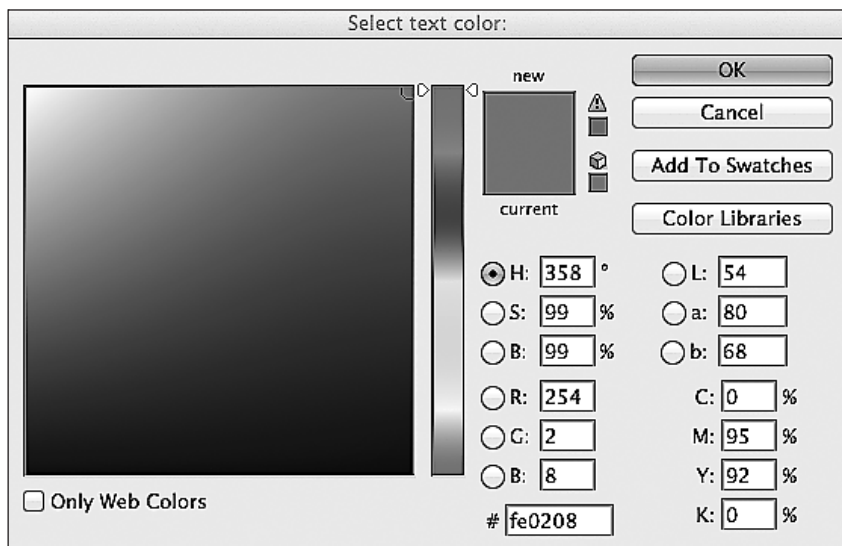 Select text color:
new
current
OK
Cancel
Add To Swatches
Color Libraries
H: 358 °
S: 99 %
B: 99 %
R: 254
G: 2
B: 8
# fe0208
L: 54
a: 80
b: 68
C: 0 %
M: 95 %
Y: 92 %
K: 0 %
Only Web Colors